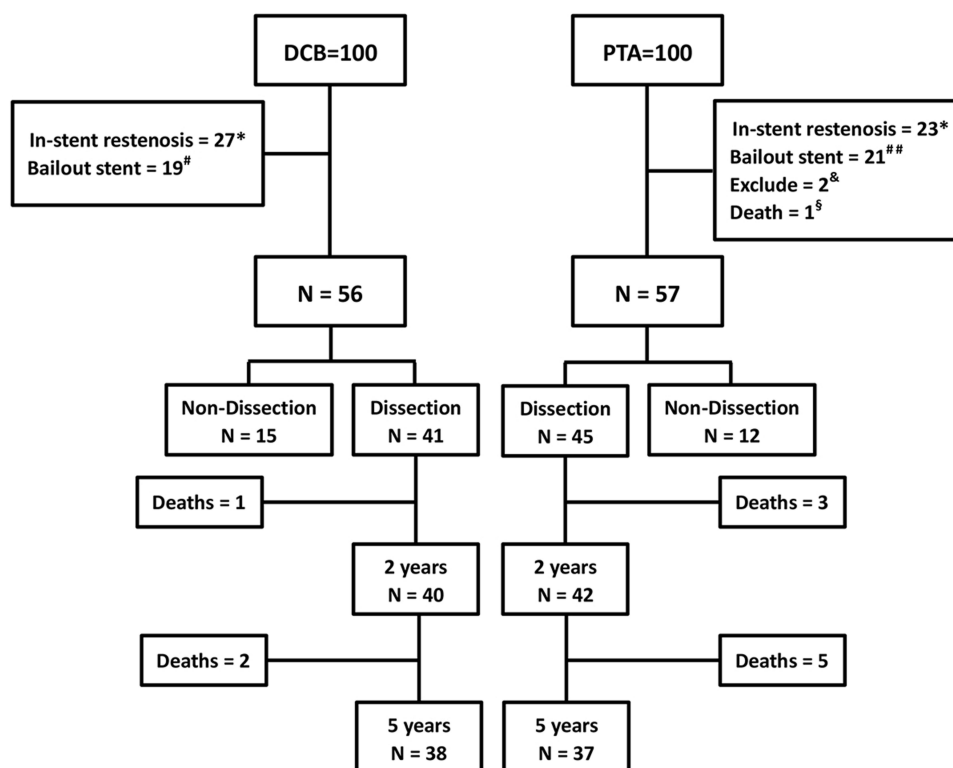 DCB=100
PTA=100
In-stent restenosis = 27*
Bailout stent = 19#
In-stent restenosis = 23*
Bailout stent = 21##
Exclude = 2&
Death = 1§
N = 56
N = 57
Non-Dissection
N = 15
Dissection
N = 41
Dissection
N = 45
Non-Dissection
N = 12
Deaths = 1
Deaths = 3
2 years
N = 40
2 years
N = 42
Deaths = 2
Deaths = 5
5 years
N = 38
5 years
N = 37